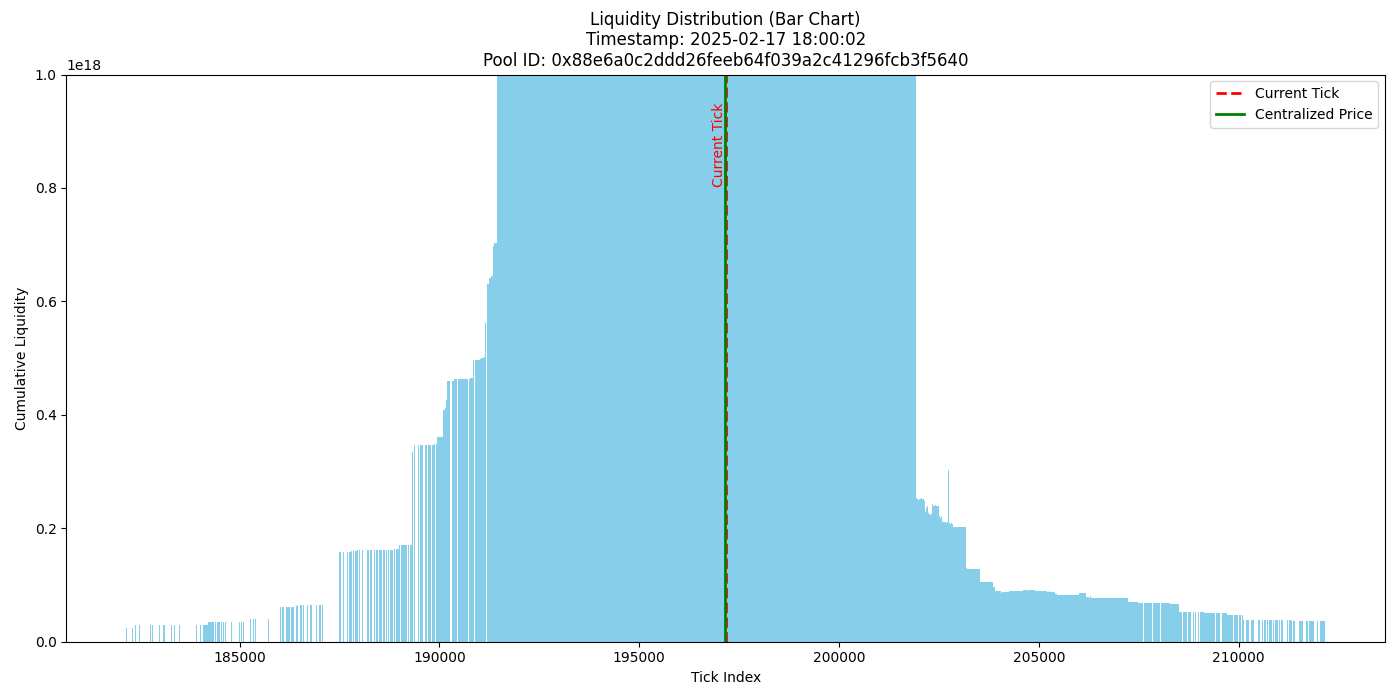 Liquidity Distribution (Bar Chart)
Timestamp: 2025-02-17 18:00:02
Pool ID: 0x88e6a0c2ddd26feeb64f039a2c41296fcb3f5640
1e18
1.0
0.8
0.6
0.4
0.2
0.0
Cumulative Liquidity
Current Tick
Current Tick
Centralized Price
185000 190000 195000 200000 205000 210000
Tick Index